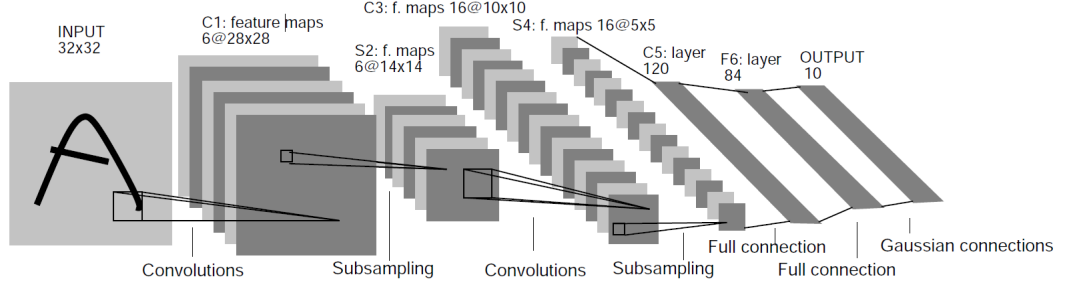 INPUT
32x32
C1: feature maps
6@28x28
S2: f. maps
6@14x14
C3: f. maps 16@10x10
S4: f. maps 16@5x5
C5: layer
120
F6: layer
84
OUTPUT
10
Convolutions
Subsampling
Convolutions
Subsampling
Full connection
Full connection
Gaussian connections
A